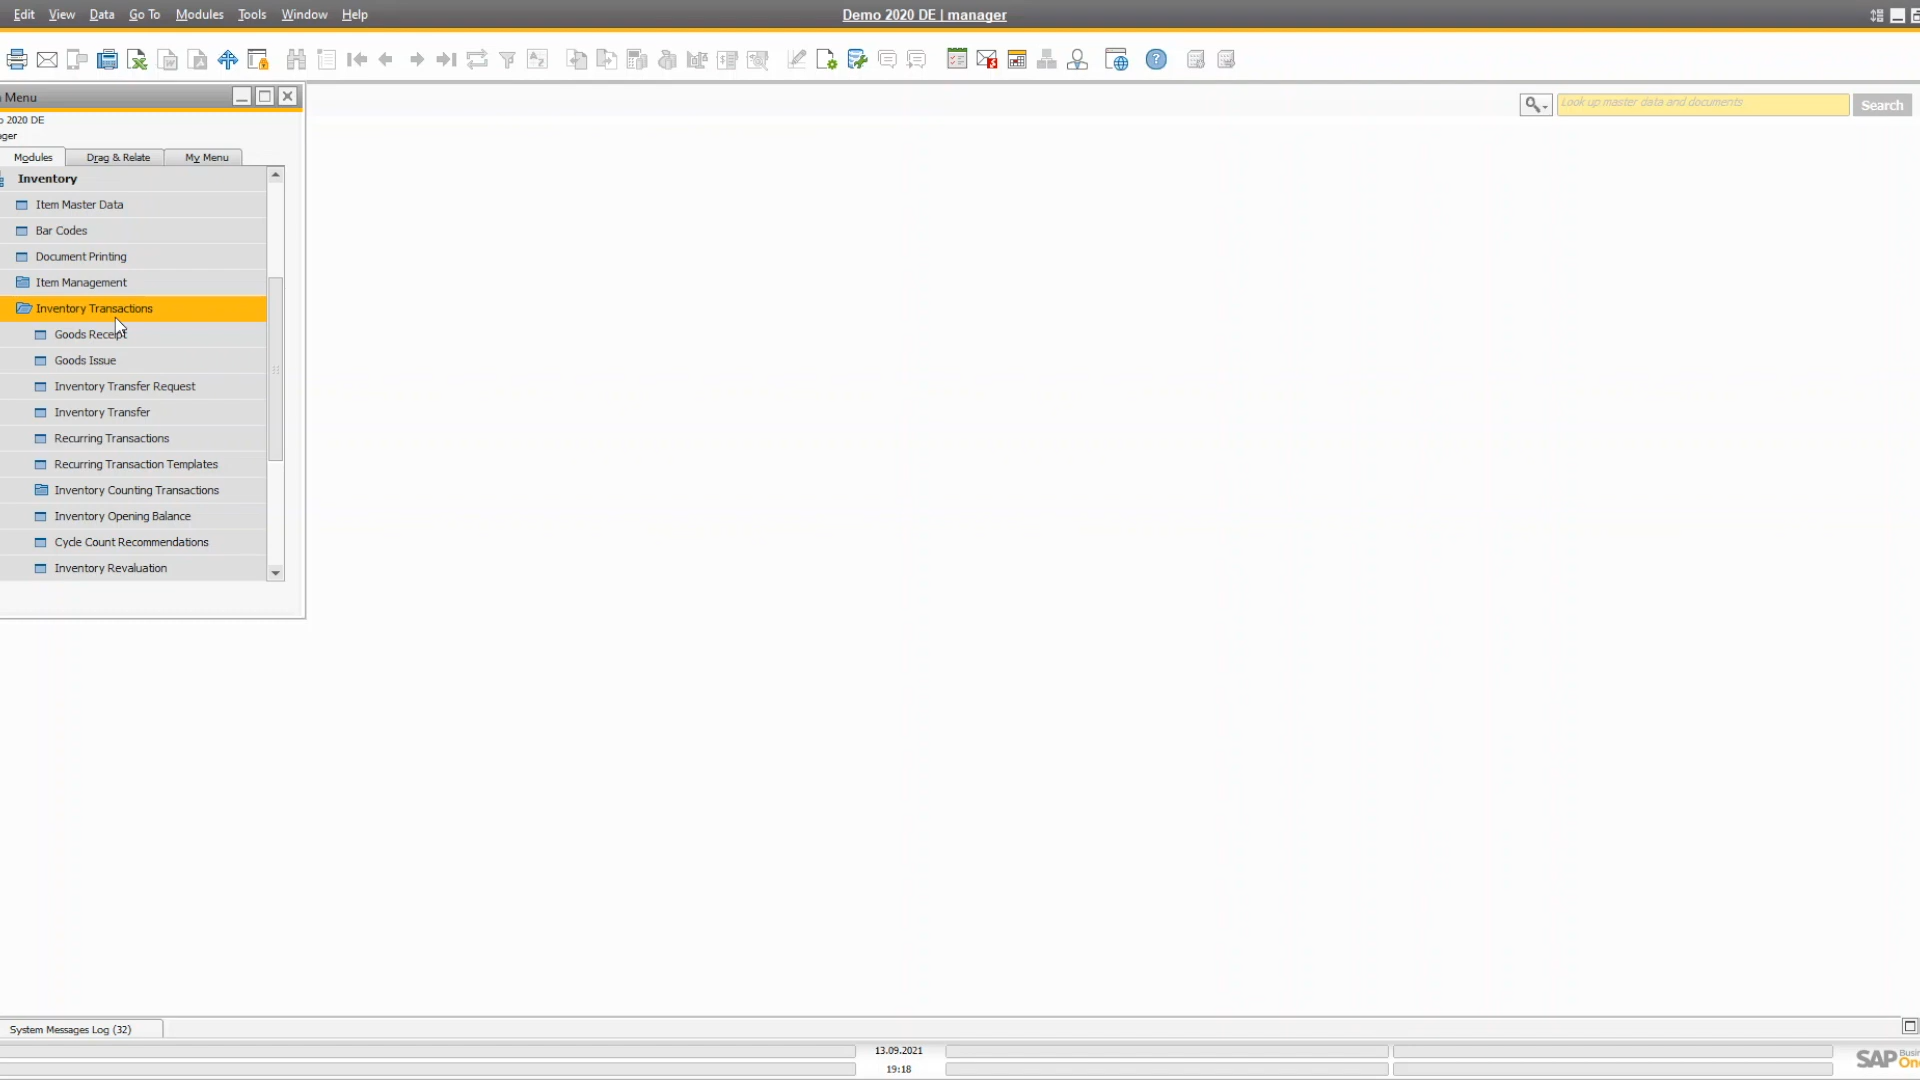 Edit View Data Go To Modules Tools Window Help
Demo 2020 DE | manager
Menu
2020 DE
Look up master data and documents
Search
Modules Drag & Relate My Menu
Inventory
Item Master Data
Bar Codes
Document Printing
Item Management
Inventory Transactions
Goods Receipt
Goods Issue
Inventory Transfer Request
Inventory Transfer
Recurring Transactions
Recurring Transaction Templates
Inventory Counting Transactions
Inventory Opening Balance
Cycle Count Recommendations
Inventory Revaluation
System Messages Log (32)
13.09.2021
19:18
SAP